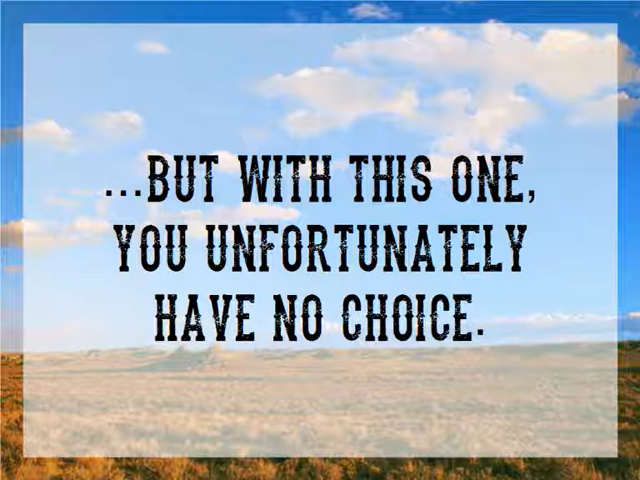 ...BUT WITH THIS ONE,
YOU UNFORTUNATELY
HAVE NO CHOICE.